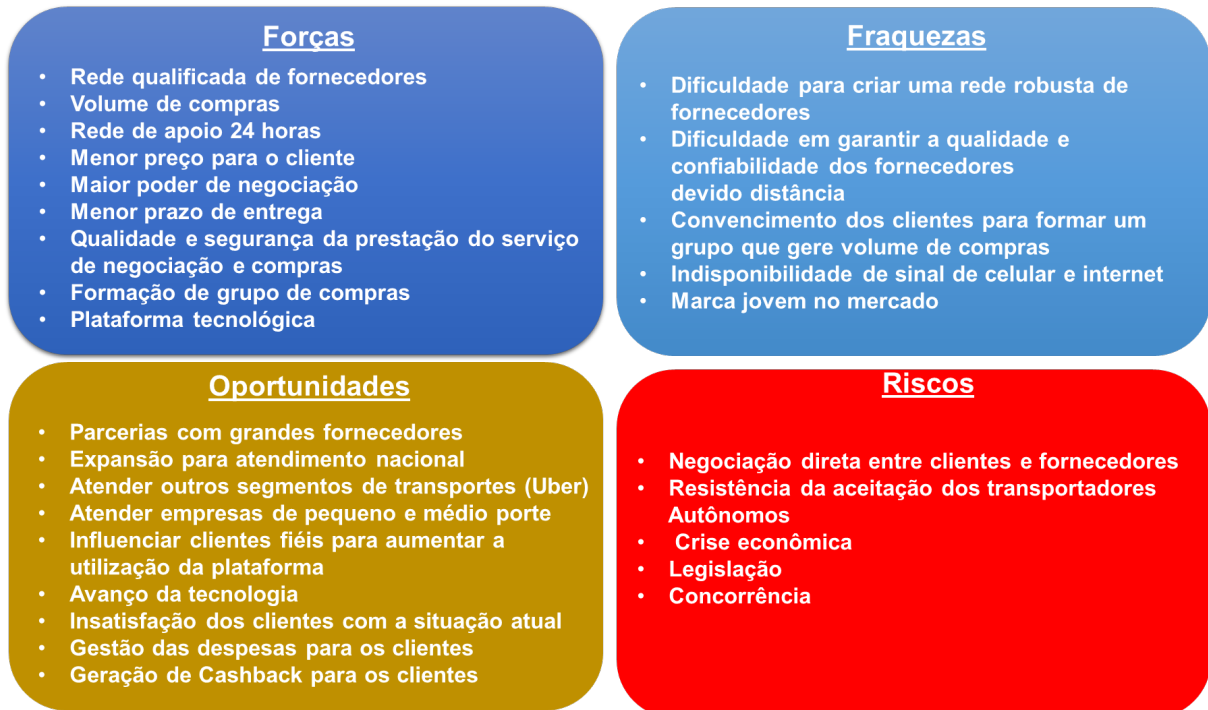 Forças
• Rede qualificada de fornecedores
• Volume de compras
• Rede de apoio 24 horas
• Menor preço para o cliente
• Maior poder de negociação
• Menor prazo de entrega
• Qualidade e segurança da prestação do serviço
de negociação e compras
• Formação de grupo de compras
• Plataforma tecnológica
Fraquezas
• Dificuldade para criar uma rede robusta de
fornecedores
• Dificuldade em garantir a qualidade e
confiabilidade dos fornecedores
devido distância
• Convencimento dos clientes para formar um
grupo que gere volume de compras
• Indisponibilidade de sinal de celular e internet
• Marca jovem no mercado
Oportunidades
• Parcerias com grandes fornecedores
• Expansão para atendimento nacional
• Atender outros segmentos de transportes (Uber)
• Atender empresas de pequeno e médio porte
• Influenciar clientes fiéis para aumentar a
utilização da plataforma
• Avanço da tecnologia
• Insatisfação dos clientes com a situação atual
• Gestão das despesas para os clientes
• Geração de Cashback para os clientes
Riscos
• Negociação direta entre clientes e fornecedores
• Resistência da aceitação dos transportadores
Autônomos
• Crise econômica
• Legislação
• Concorrência